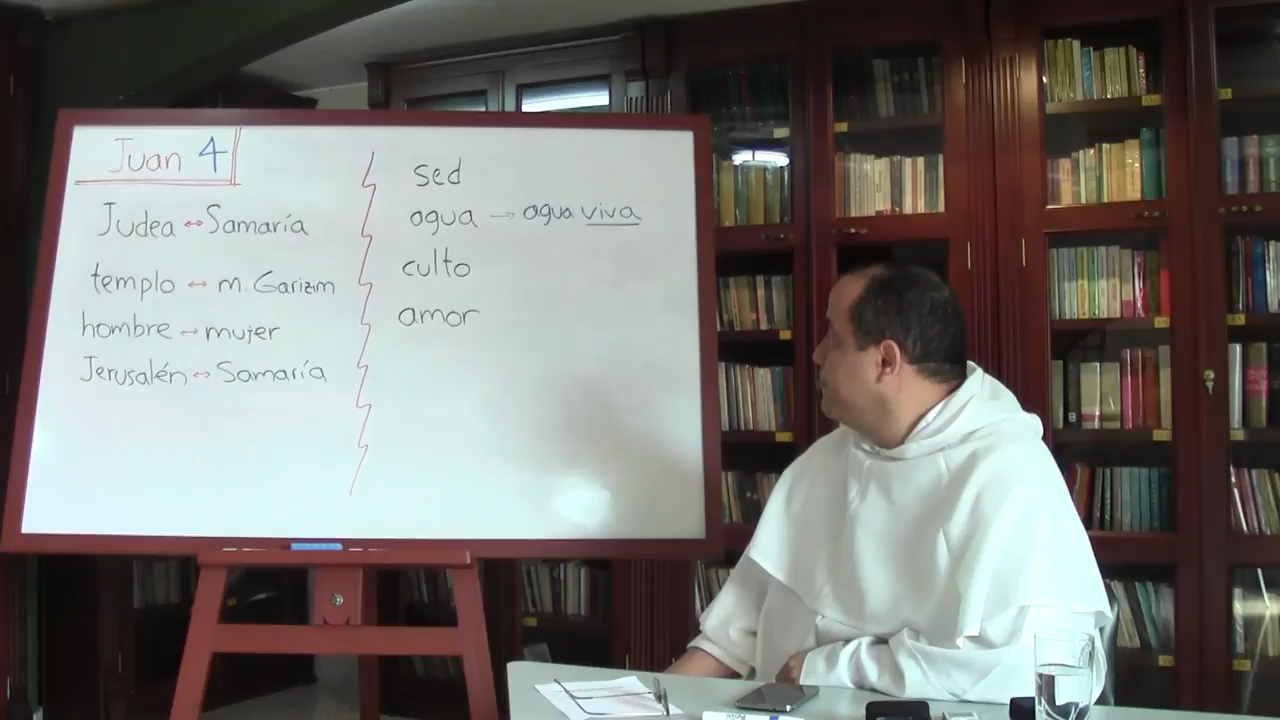 Juan 4
Judea ↔ Samaría
templo ↔ m. Garizim
hombre ↔ mujer
Jerusalén ↔ Samaría
sed
agua → agua viva
culto
amor